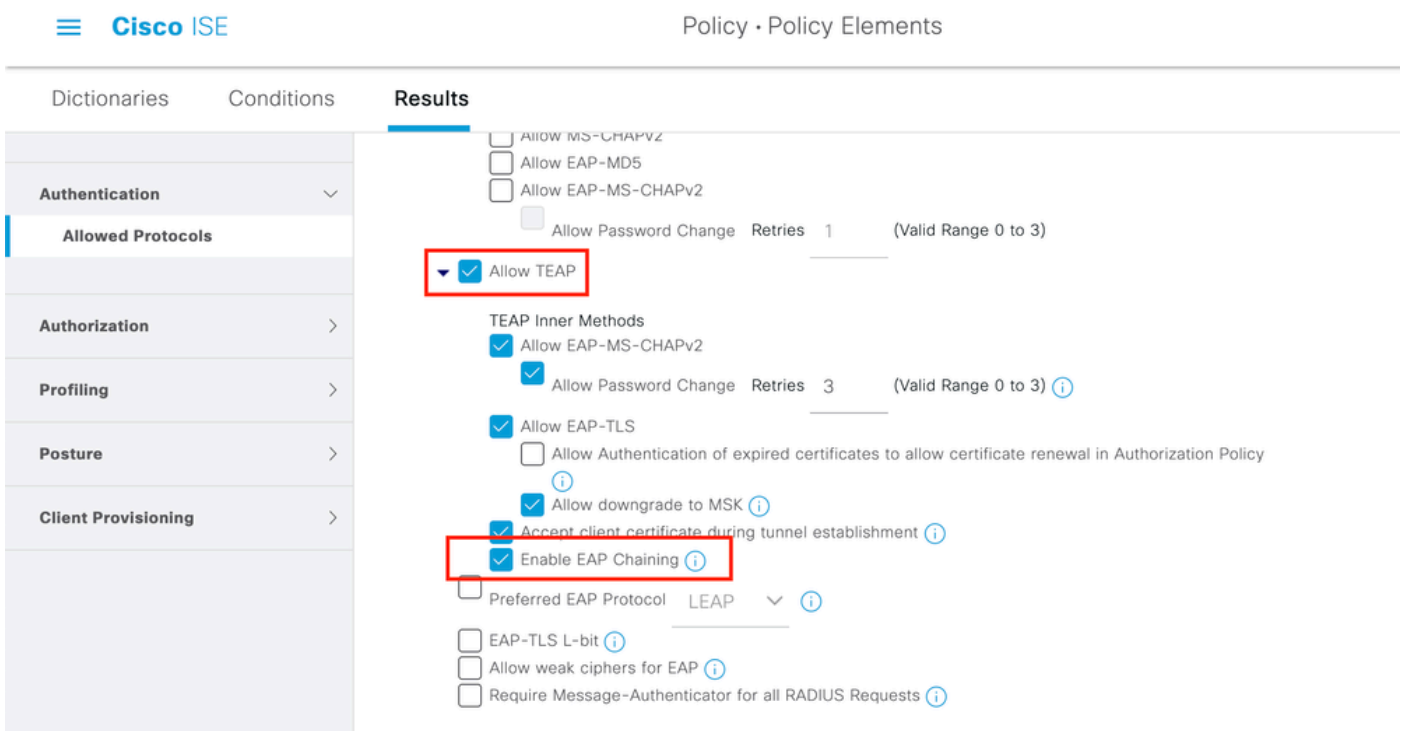 Cisco ISE
Policy · Policy Elements
Dictionaries Conditions Results
Authentication
Allowed Protocols
Authorization
Profiling
Posture
Client Provisioning
Allow MS-CHAPv2
Allow EAP-MD5
Allow EAP-MS-CHAPv2
Allow Password Change Retries 1 (Valid Range 0 to 3)
Allow TEAP
TEAP Inner Methods
Allow EAP-MS-CHAPv2
Allow Password Change Retries 3 (Valid Range 0 to 3)
Allow EAP-TLS
Allow Authentication of expired certificates to allow certificate renewal in Authorization Policy
Allow downgrade to MSK
Accept client certificate during tunnel establishment
Enable EAP Chaining
Preferred EAP Protocol LEAP
EAP-TLS L-bit
Allow weak ciphers for EAP
Require Message-Authenticator for all RADIUS Requests